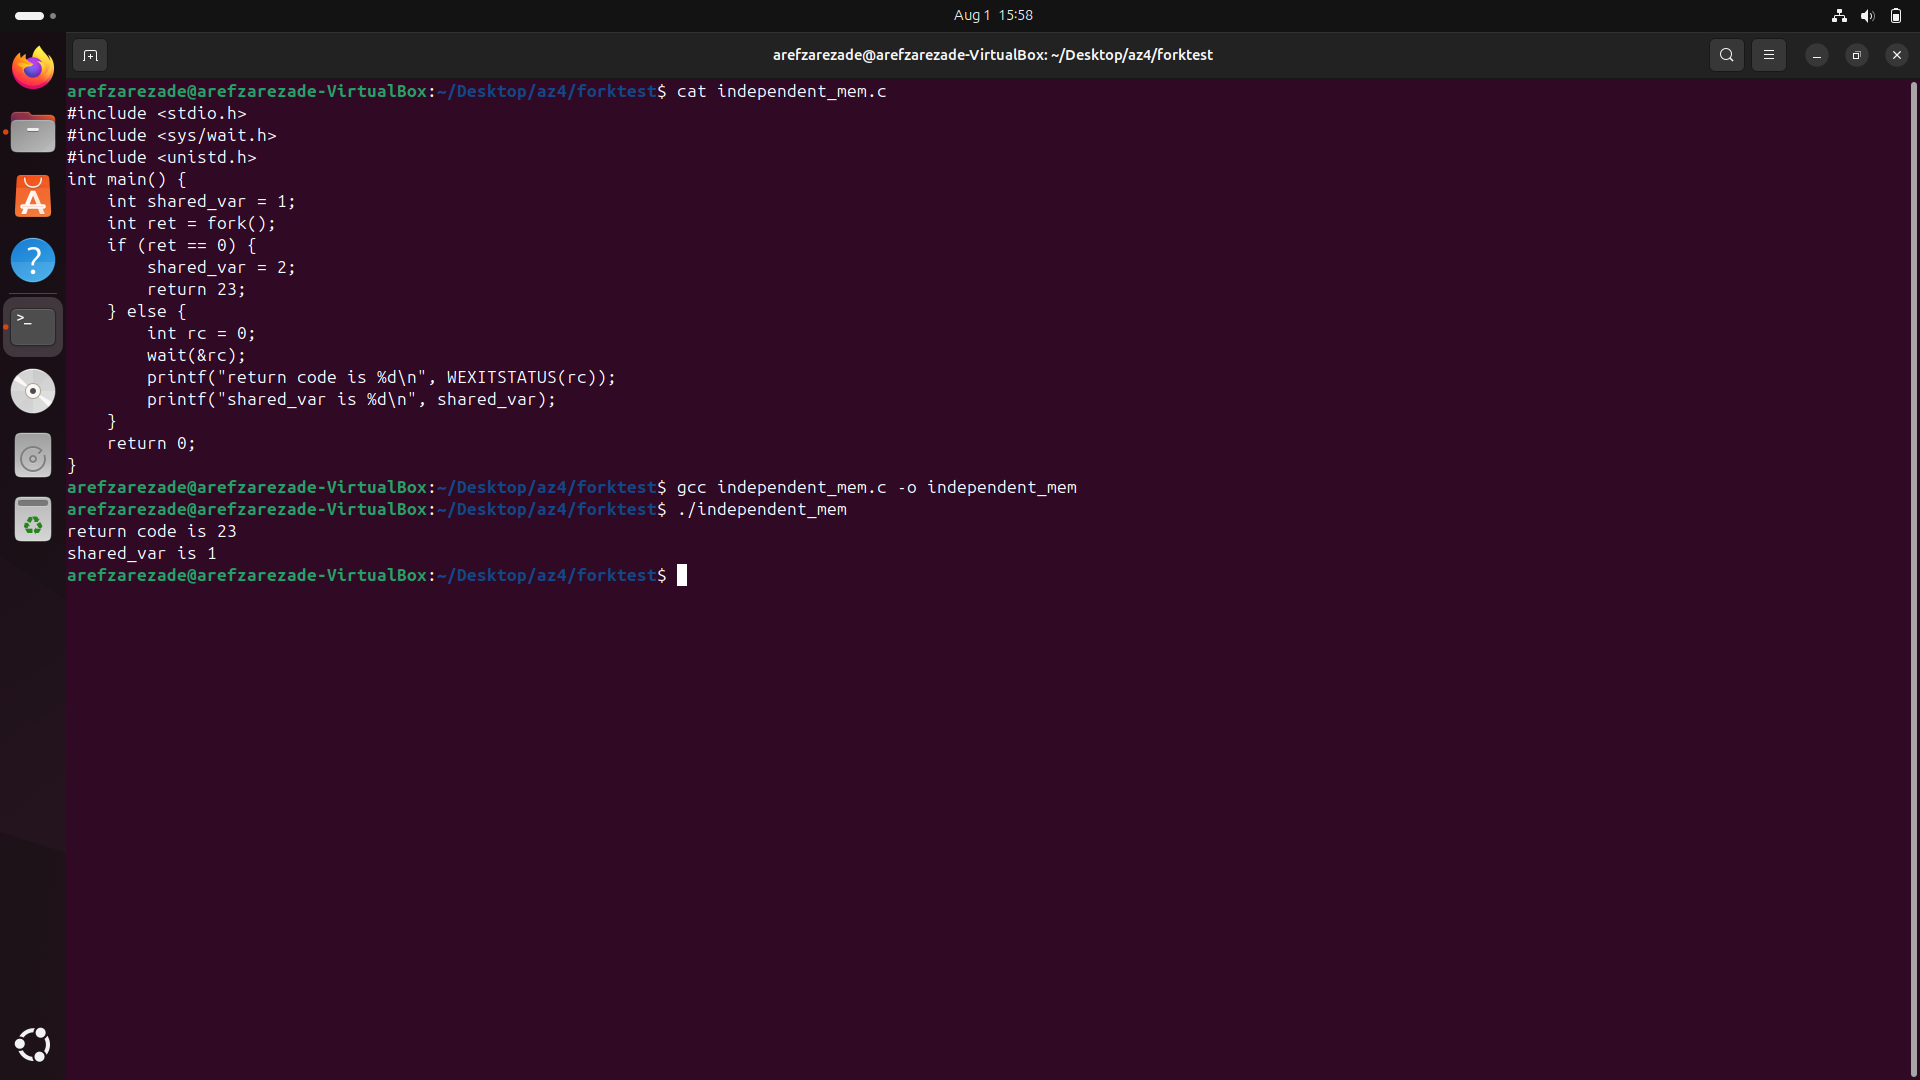 Aug 1 15:58
arefzarezade@arefzarezade-VirtualBox: ~/Desktop/az4/forktest
arefzarezade@arefzarezade-VirtualBox:~/Desktop/az4/forktest$ cat independent_mem.c
#include <stdio.h>
#include <sys/wait.h>
#include <unistd.h>
int main() {
    int shared_var = 1;
    int ret = fork();
    if (ret == 0) {
        shared_var = 2;
        return 23;
    } else {
        int rc = 0;
        wait(&rc);
        printf("return code is %d\n", WEXITSTATUS(rc));
        printf("shared_var is %d\n", shared_var);
    }
    return 0;
}
arefzarezade@arefzarezade-VirtualBox:~/Desktop/az4/forktest$ gcc independent_mem.c -o independent_mem
arefzarezade@arefzarezade-VirtualBox:~/Desktop/az4/forktest$ ./independent_mem
return code is 23
shared_var is 1
arefzarezade@arefzarezade-VirtualBox:~/Desktop/az4/forktest$